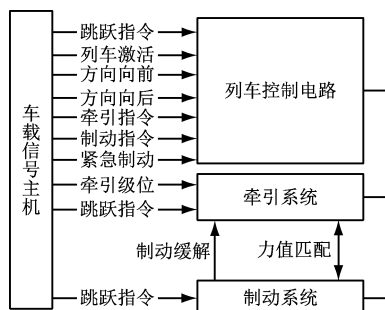 车载信号主机
跳跃指令
列车激活
方向向前
方向向后
牵引指令
制动指令
紧急制动
列车控制电路
牵引级位
跳跃指令
牵引系统
制动缓解
力值匹配
跳跃指令
制动系统